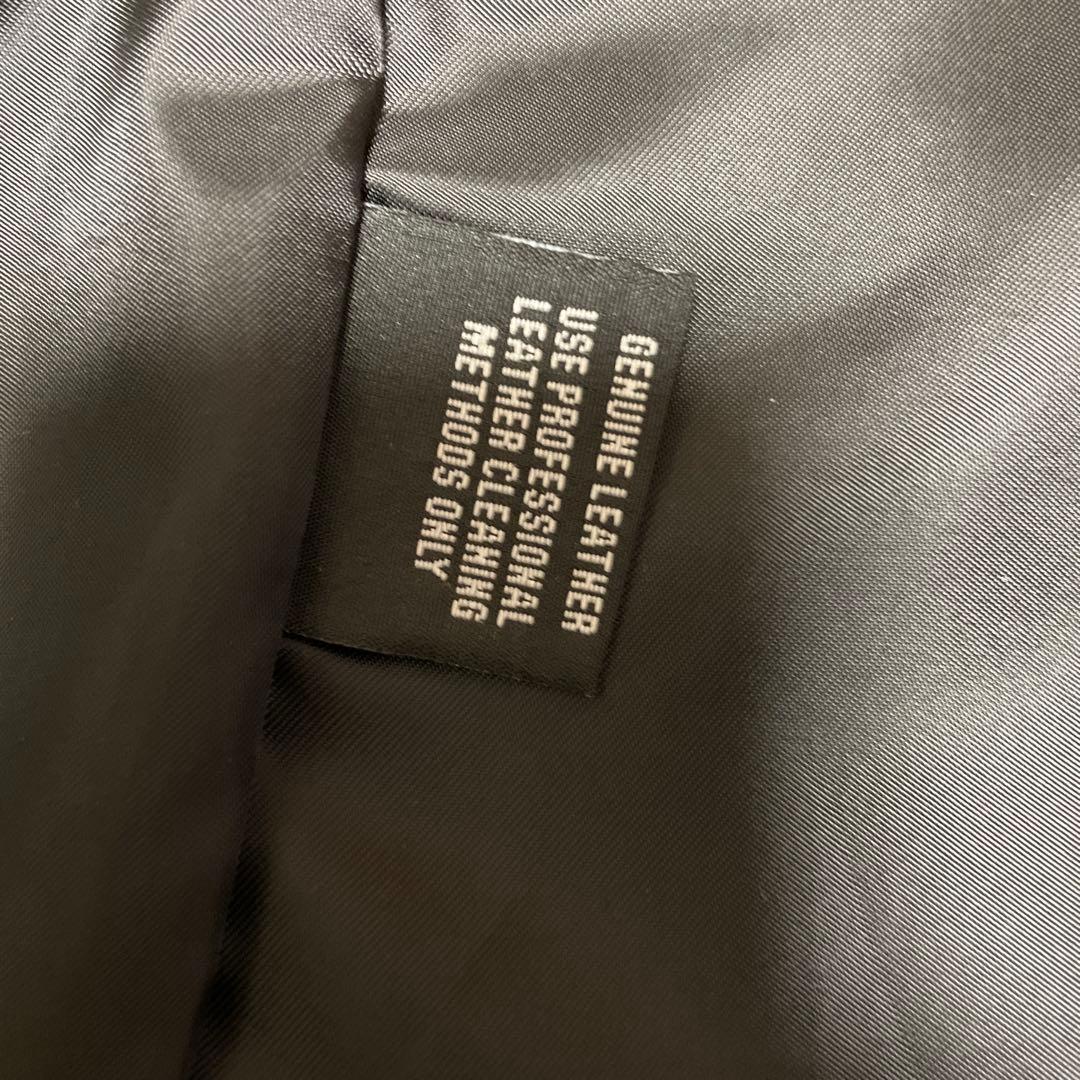 GENUINE LEATHER
USE PROFESSIONAL
LEATHER CLEANING
METHODS ONLY